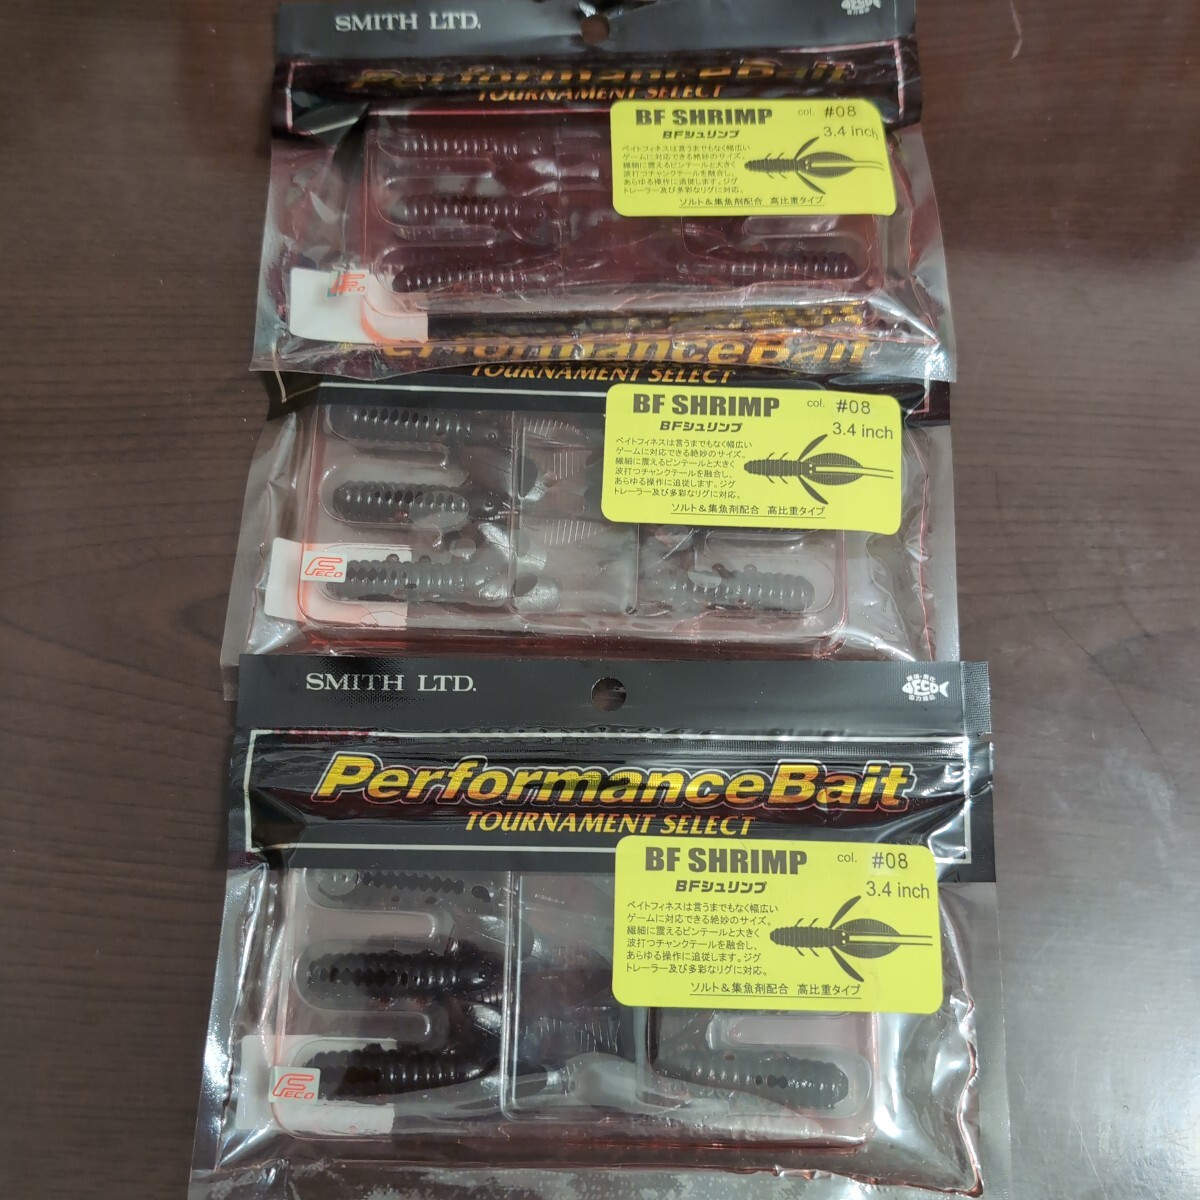 SMITH LTD.
PerformanceBait
TOURNAMENT SELECT
BF SHRIMP col. #08
BFシュリンプ 3.4 inch
ベイトフィネスは言うまでもなく幅広い
ゲームに対応できる絶妙のサイズ。
繊細に震えるピンテールと大きく
波打つチャンクテールを融合し、
あらゆる操作に追従します。ジグ
トレーラー及び多彩なリグに対応。
ソルト＆集魚剤配合 高比重タイプ
FECO
PerformanceBait
TOURNAMENT SELECT
BF SHRIMP col. #08
BFシュリンプ 3.4 inch
ベイトフィネスは言うまでもなく幅広い
ゲームに対応できる絶妙のサイズ。
繊細に震えるピンテールと大きく
波打つチャンクテールを融合し、
あらゆる操作に追従します。ジグ
トレーラー及び多彩なリグに対応。
ソルト＆集魚剤配合 高比重タイプ
FECO
SMITH LTD.
ECO
PerformanceBait
TOURNAMENT SELECT
BF SHRIMP col. #08
BFシュリンプ 3.4 inch
ベイトフィネスは言うまでもなく幅広い
ゲームに対応できる絶妙のサイズ。
繊細に震えるピンテールと大きく
波打つチャンクテールを融合し、
あらゆる操作に追従します。ジグ
トレーラー及び多彩なリグに対応。
ソルト＆集魚剤配合 高比重タイプ
FECO